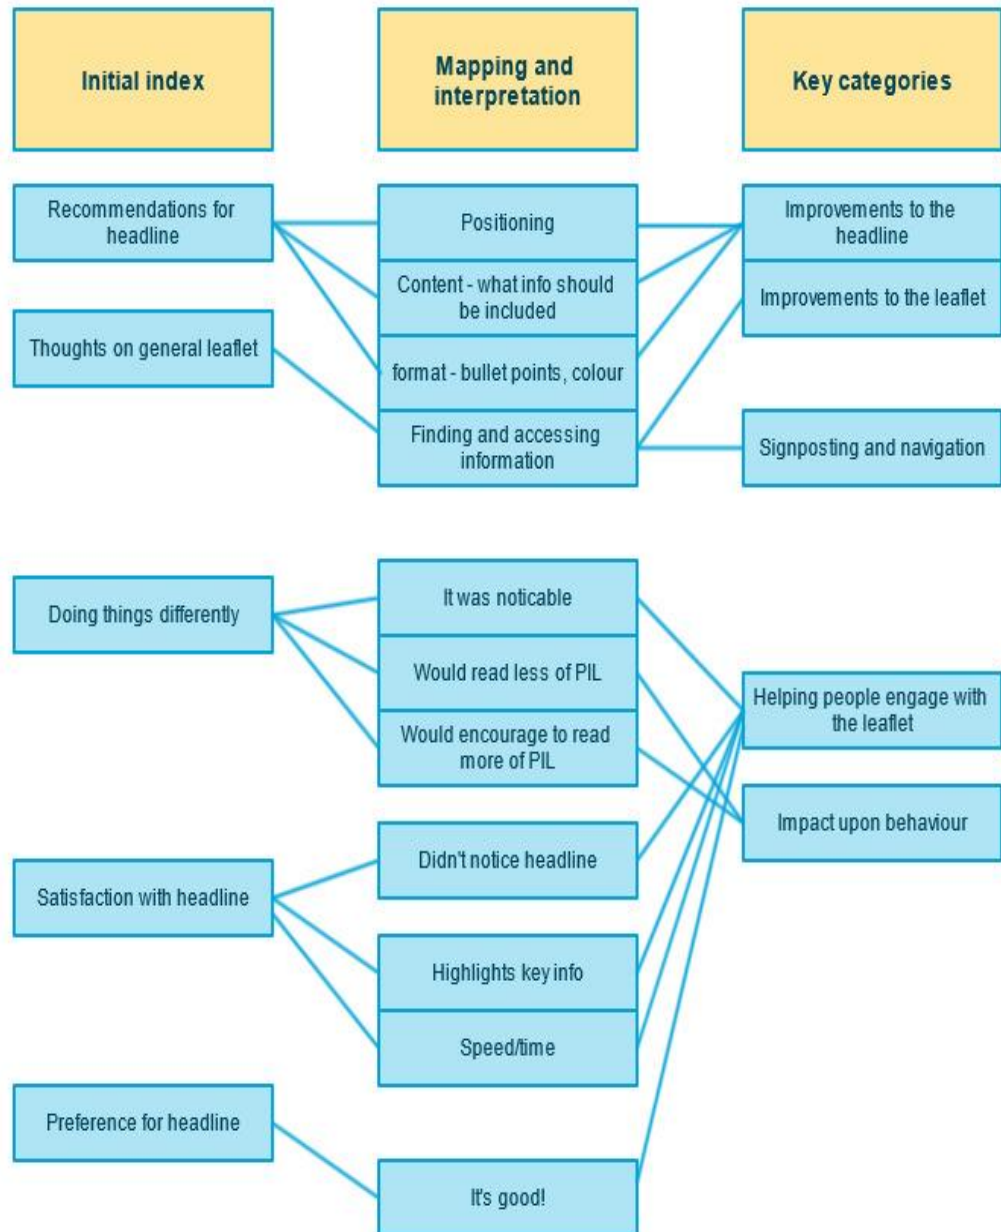 Initial index
Mapping and
interpretation
Key categories
Recommendations for
headline
Thoughts on general leaflet
Positioning
Content - what info should
be included
format - bullet points, colour
Finding and accessing
information
Improvements to the
headline
Improvements to the leaflet
Signposting and navigation
Doing things differently
It was noticable
Would read less of PIL
Would encourage to read
more of PIL
Helping people engage with
the leaflet
Impact upon behaviour
Satisfaction with headline
Didn't notice headline
Highlights key info
Speed/time
Preference for headline
It's good!